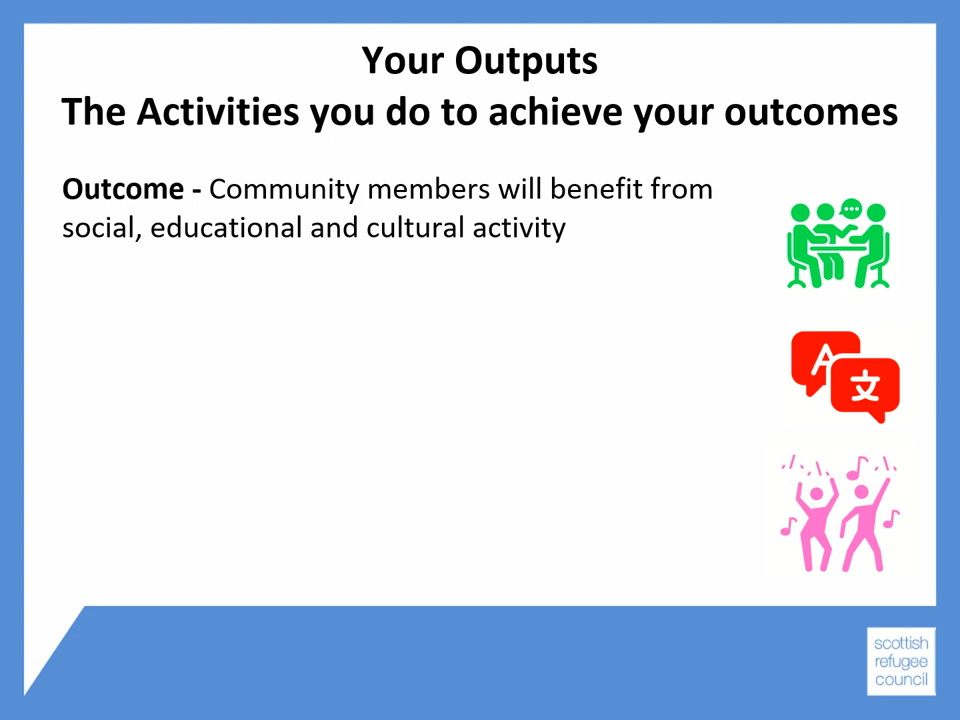 Your Outputs
The Activities you do to achieve your outcomes
Outcome - Community members will benefit from
social, educational and cultural activity
A
文
scottish
refugee
council